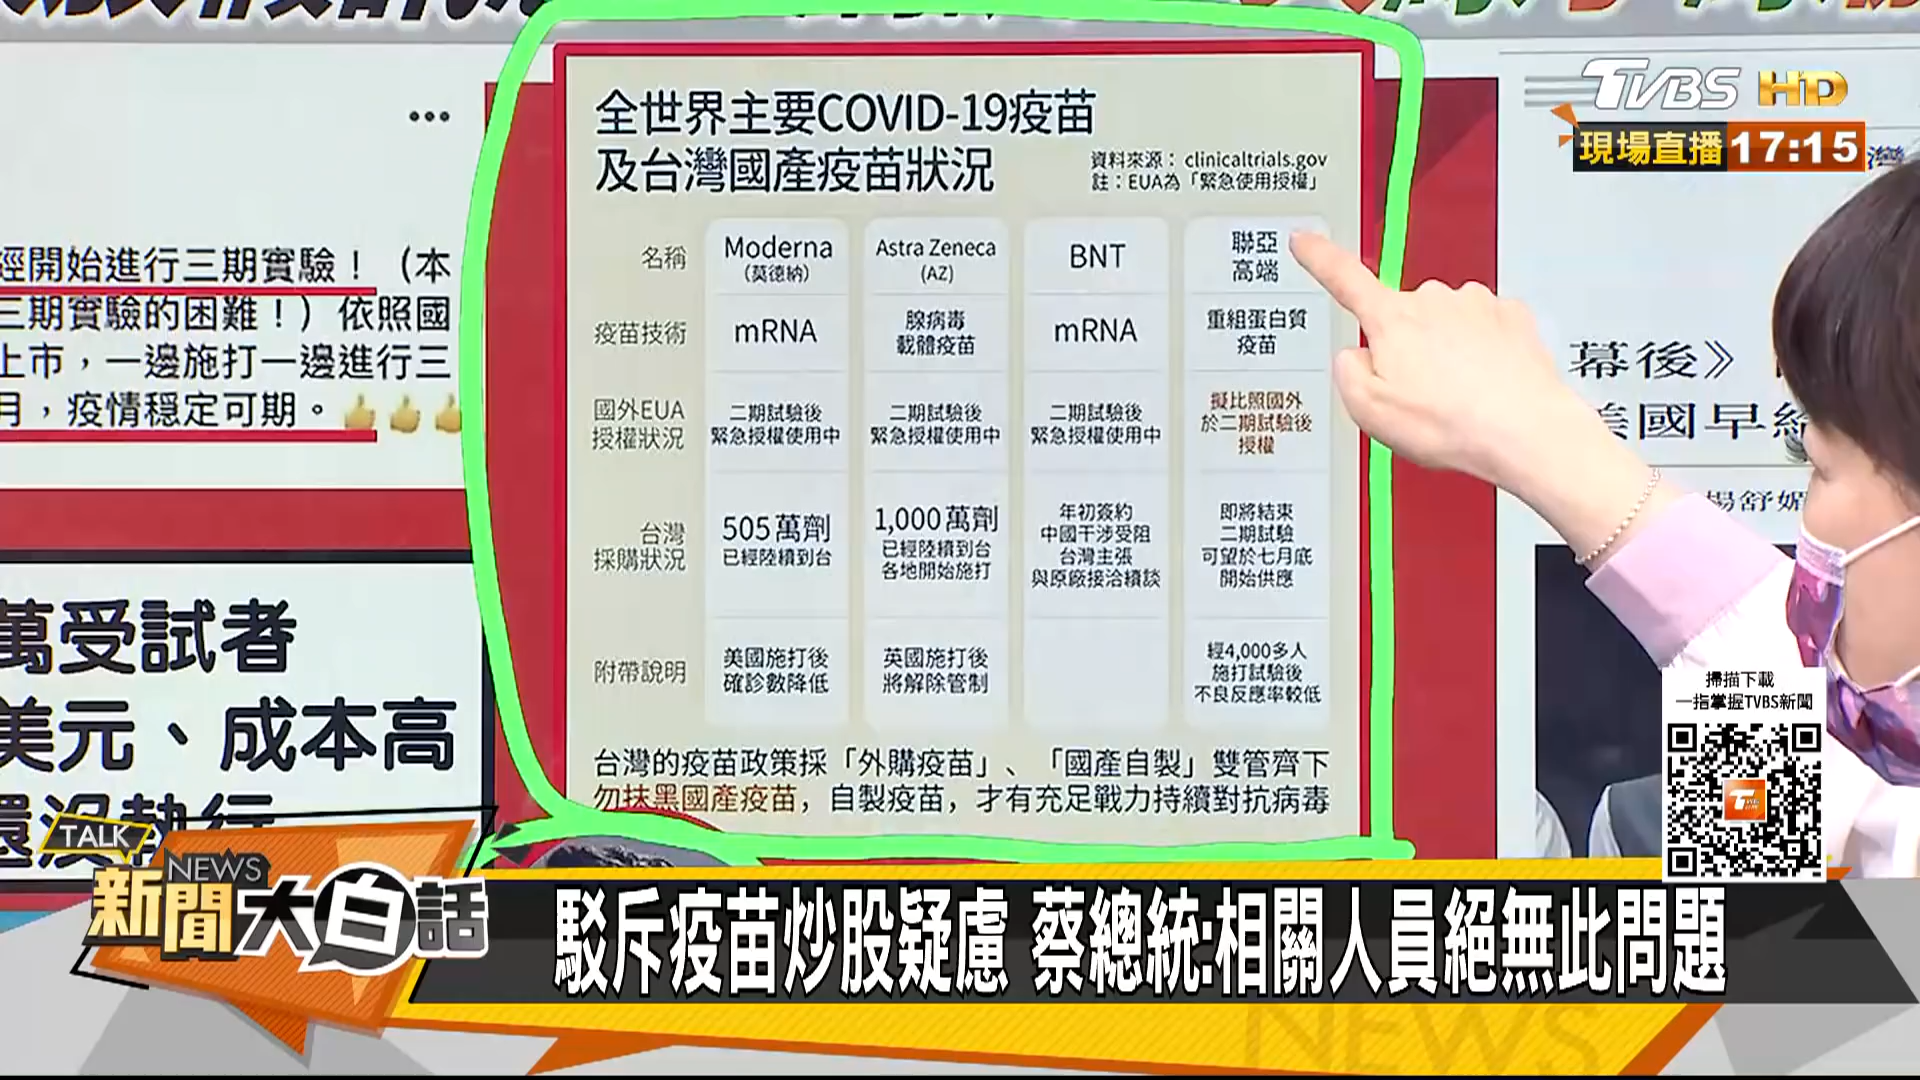 全世界主要COVID-19疫苗
及台灣國產疫苗狀況
資料來源：clinicaltrials.gov
註：EUA為「緊急使用授權」
名稱
Moderna
（莫德納）
Astra Zeneca
(AZ)
BNT
聯亞
高端
疫苗技術
mRNA
腺病毒
載體疫苗
mRNA
重組蛋白質
疫苗
國外EUA
授權狀況
二期試驗後
緊急授權使用中
二期試驗後
緊急授權使用中
二期試驗後
緊急授權使用中
擬比照國外
於二期試驗後
授權
台灣
採購狀況
505萬劑
已經陸續到台
1,000萬劑
已經陸續到台
各地開始施打
年初簽約
中國干涉受阻
台灣主張
與原廠接洽續談
即將結束
二期試驗
可望於七月底
開始供應
附帶說明
美國施打後
確診數降低
英國施打後
將解除管制
經4,000多人
施打試驗後
不良反應率較低
台灣的疫苗政策採「外購疫苗」、「國產自製」雙管齊下
勿抹黑國產疫苗，自製疫苗，才有充足戰力持續對抗病毒
•••
經開始進行三期實驗！（本
三期實驗的困難！）依照國
上市，一邊施打一邊進行三
月，疫情穩定可期。👍👍👍
萬受試者
美元、成本高
還沒執行
TVBS HD
現場直播 17:15
幕後》
美國早給
楊舒媚
掃描下載
一指掌握TVBS新聞
TALK
NEWS
新聞大白話
駁斥疫苗炒股疑慮 蔡總統:相關人員絕無此問題
NEWS